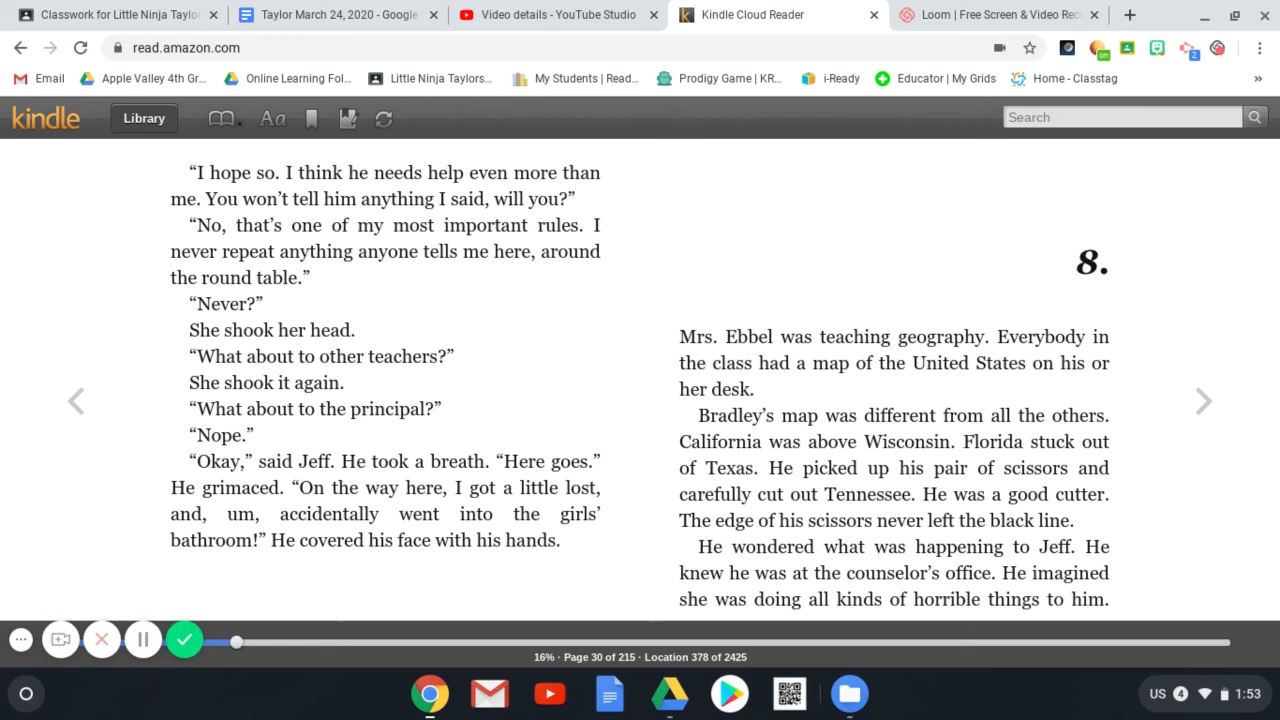 Classwork for Little Ninja Taylor
Taylor March 24, 2020 - Google
Video details - YouTube Studio
Kindle Cloud Reader
Loom | Free Screen & Video Rec
read.amazon.com
on
2
Email
Apple Valley 4th Gr...
Online Learning Fol...
Little Ninja Taylors...
My Students | Read...
Prodigy Game | KR...
i-Ready
Educator | My Grids
Home - Classtag
»
kindle
Library
Aa
Search
“I hope so. I think he needs help even more than
me. You won’t tell him anything I said, will you?”
“No, that’s one of my most important rules. I
never repeat anything anyone tells me here, around
the round table.”
“Never?”
She shook her head.
“What about to other teachers?”
She shook it again.
“What about to the principal?”
“Nope.”
“Okay,” said Jeff. He took a breath. “Here goes.”
He grimaced. “On the way here, I got a little lost,
and, um, accidentally went into the girls’
bathroom!” He covered his face with his hands.
8.
Mrs. Ebbel was teaching geography. Everybody in
the class had a map of the United States on his or
her desk.
Bradley’s map was different from all the others.
California was above Wisconsin. Florida stuck out
of Texas. He picked up his pair of scissors and
carefully cut out Tennessee. He was a good cutter.
The edge of his scissors never left the black line.
He wondered what was happening to Jeff. He
knew he was at the counselor’s office. He imagined
she was doing all kinds of horrible things to him.
16% · Page 30 of 215 · Location 378 of 2425
US 4 1:53